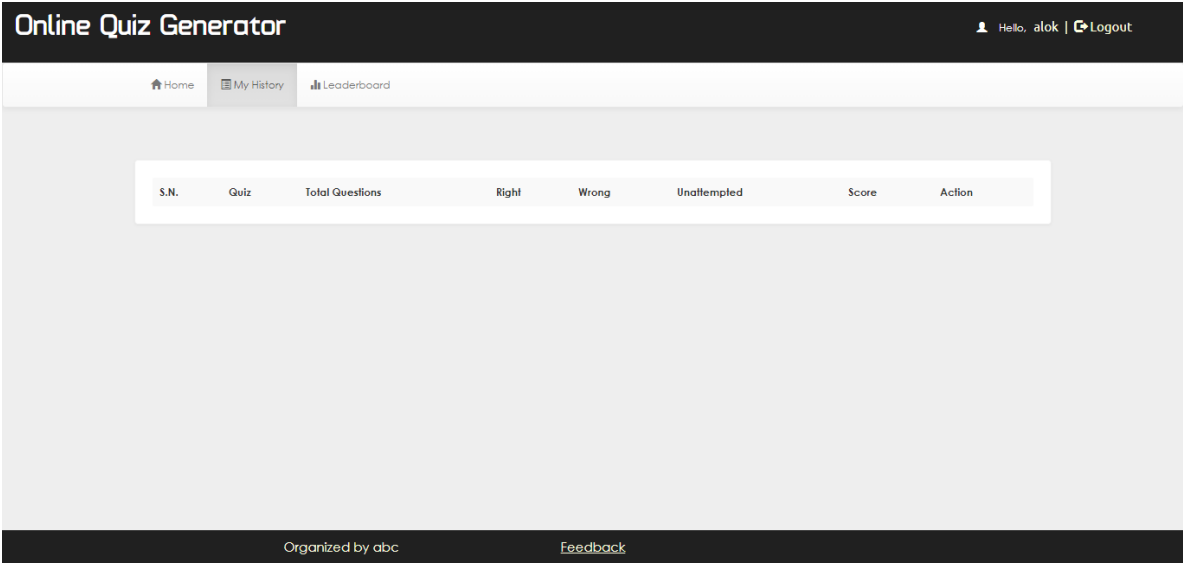 Online Quiz Generator
Hello, alok | Logout
Home My History Leaderboard
S.N. Quiz Total Questions Right Wrong Unattempted Score Action
Organized by abc Feedback